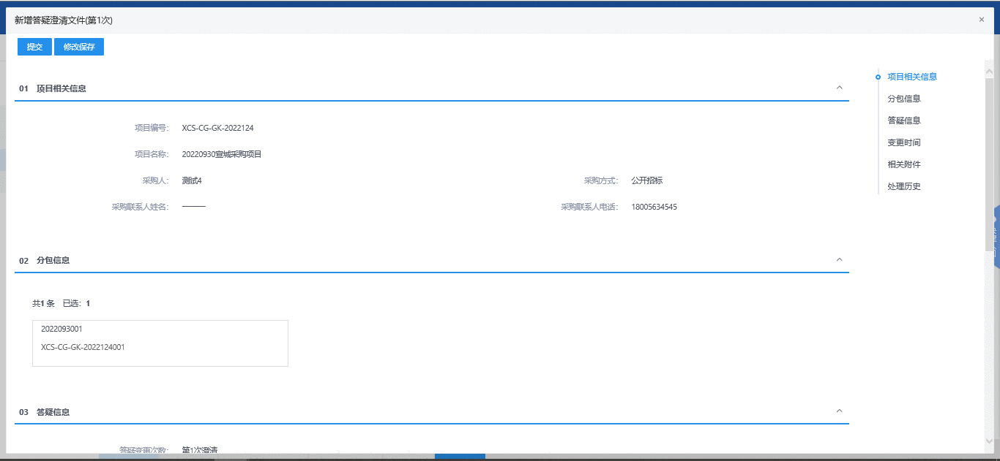 新增答疑澄清文件(第1次)
×
提交 修改保存
01 项目相关信息
项目编号: XCS-CG-GK-2022124
项目名称: 20220930宣城采购项目
采购人: 测试4 采购方式: 公开招标
采购联系人姓名: 一一一 采购联系人电话: 18005634545
02 分包信息
共1 条 已选: 1
2022093001
XCS-CG-GK-2022124001
03 答疑信息
答疑变更次数: 第1次澄清
项目相关信息
分包信息
答疑信息
变更时间
相关附件
处理历史